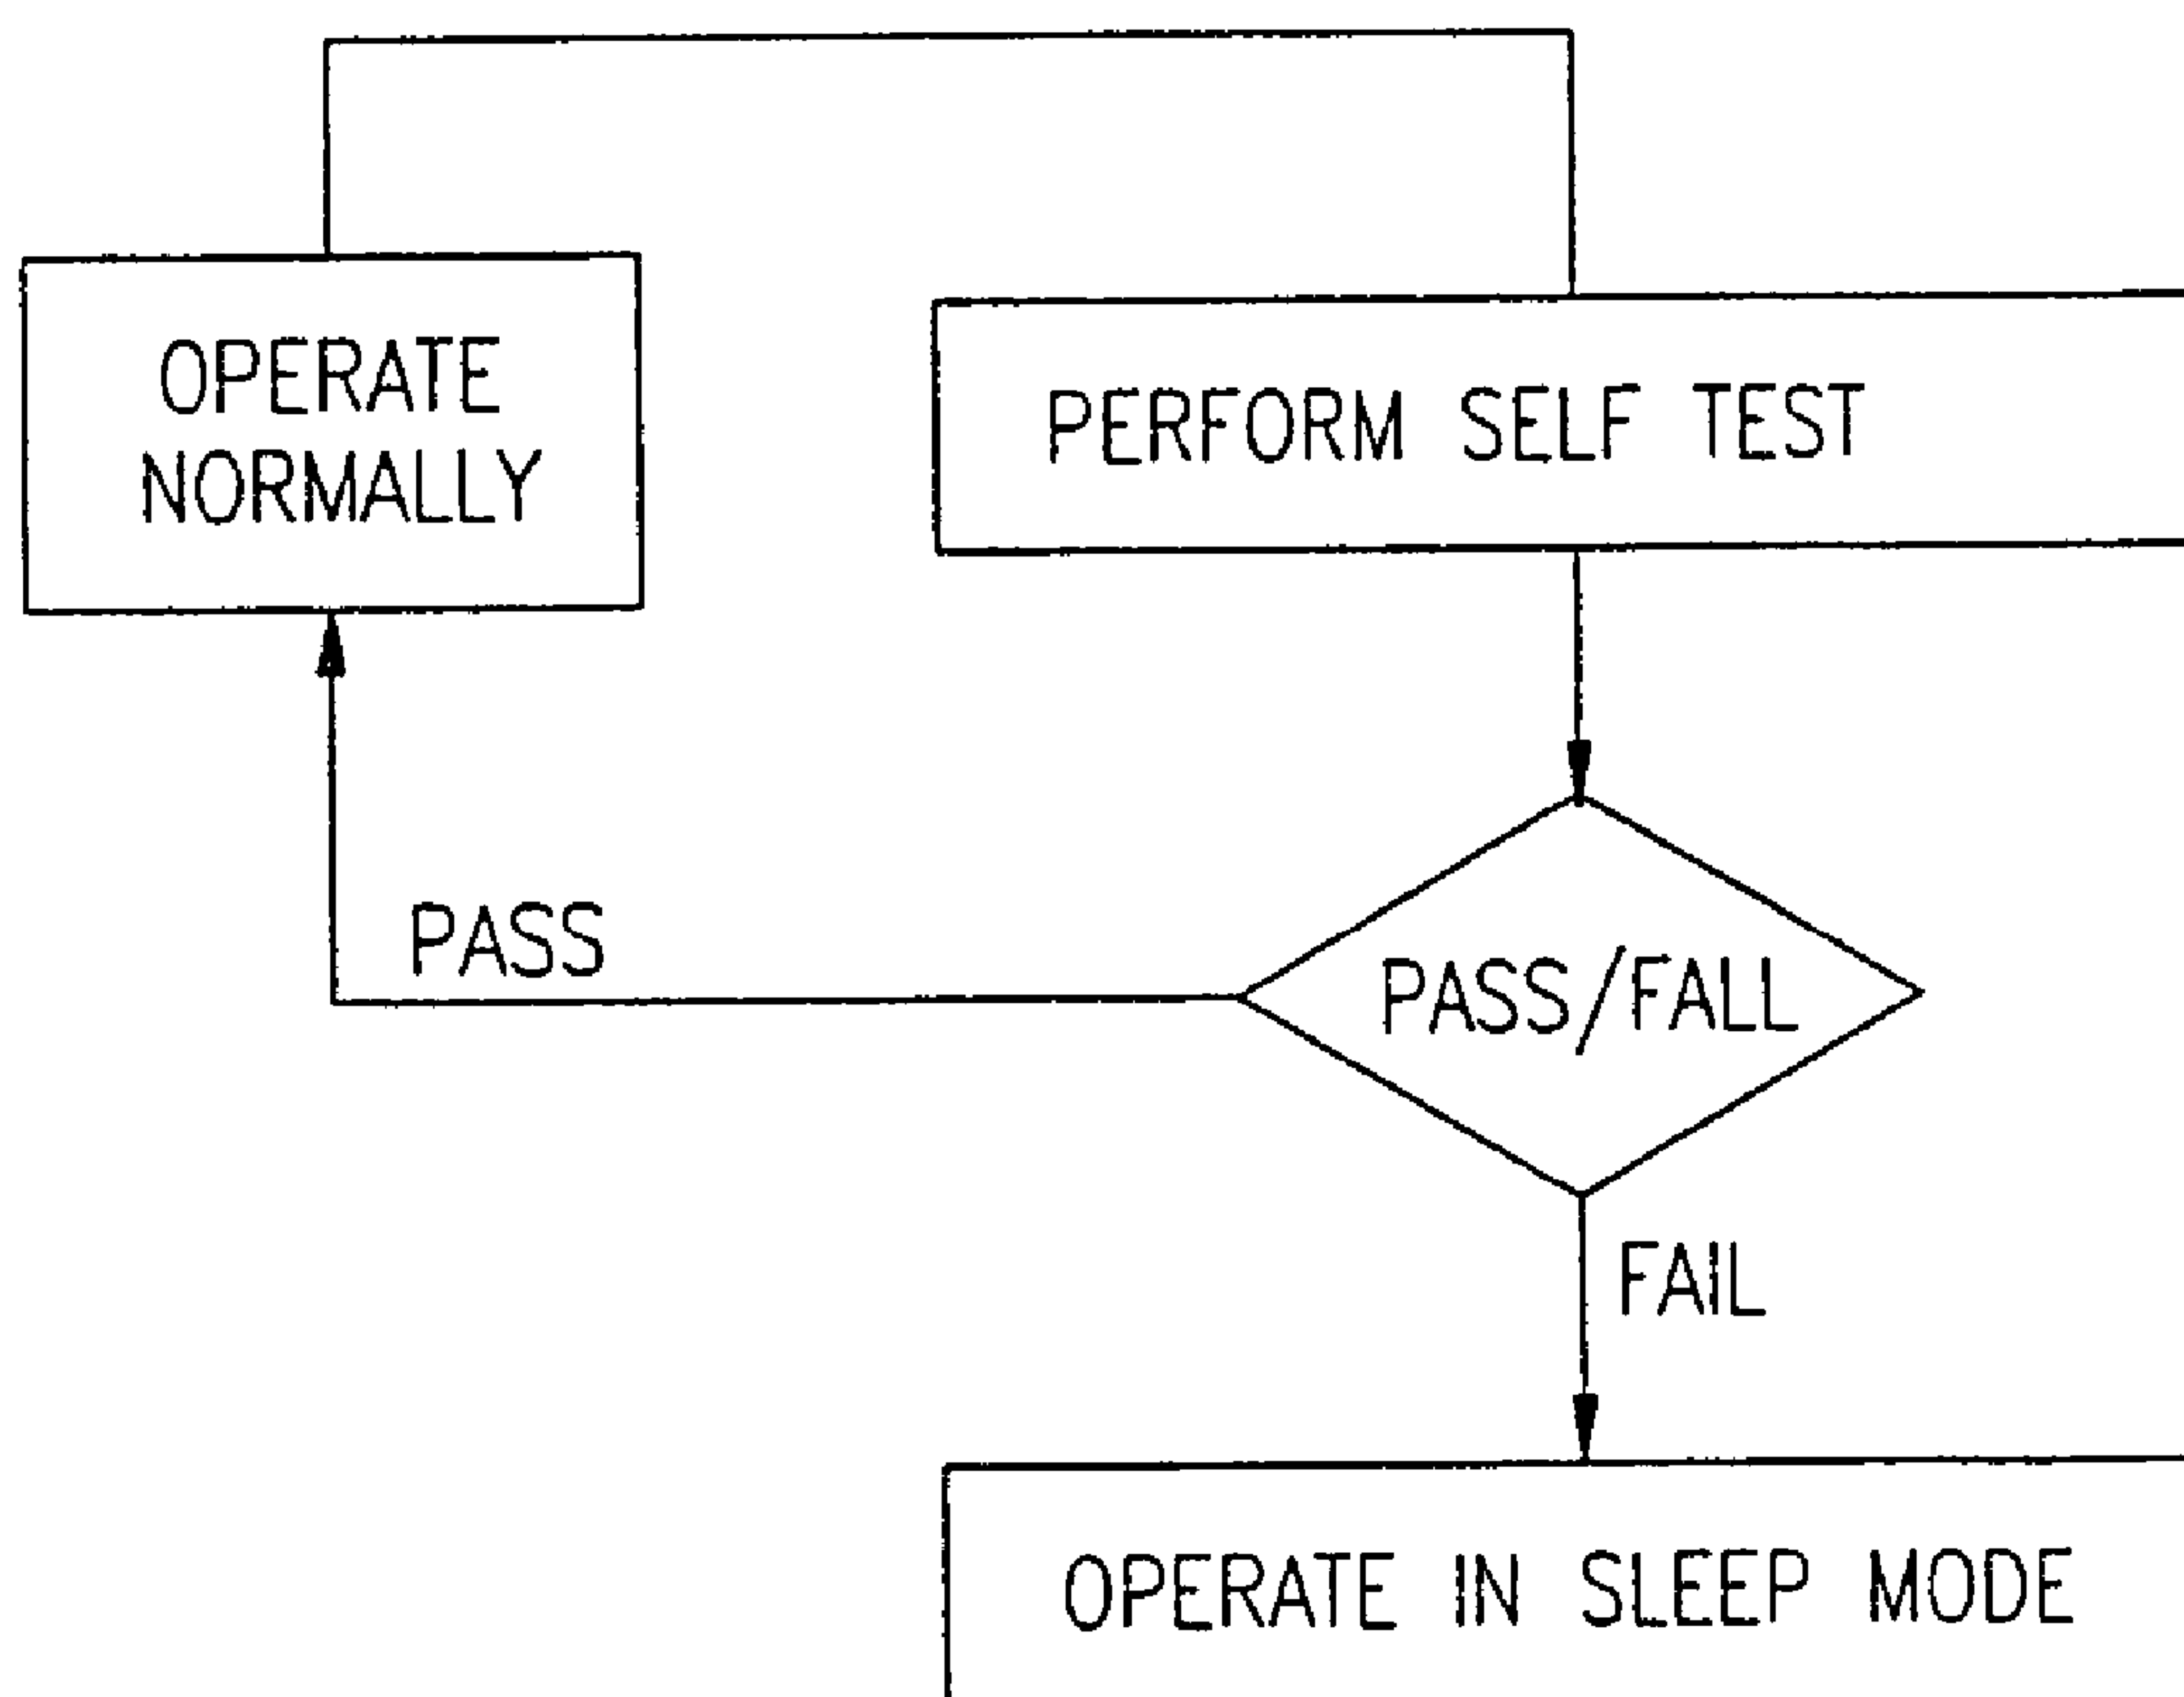 OPERATE
NORMALLY
PERFORM SELF TEST
PASS
PASS/FALL
FAIL
OPERATE IN SLEEP MODE